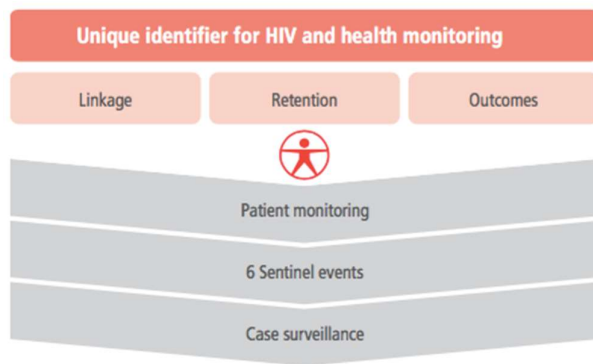 Unique identifier for HIV and health monitoring
Linkage
Retention
Outcomes
Patient monitoring
6 Sentinel events
Case surveillance